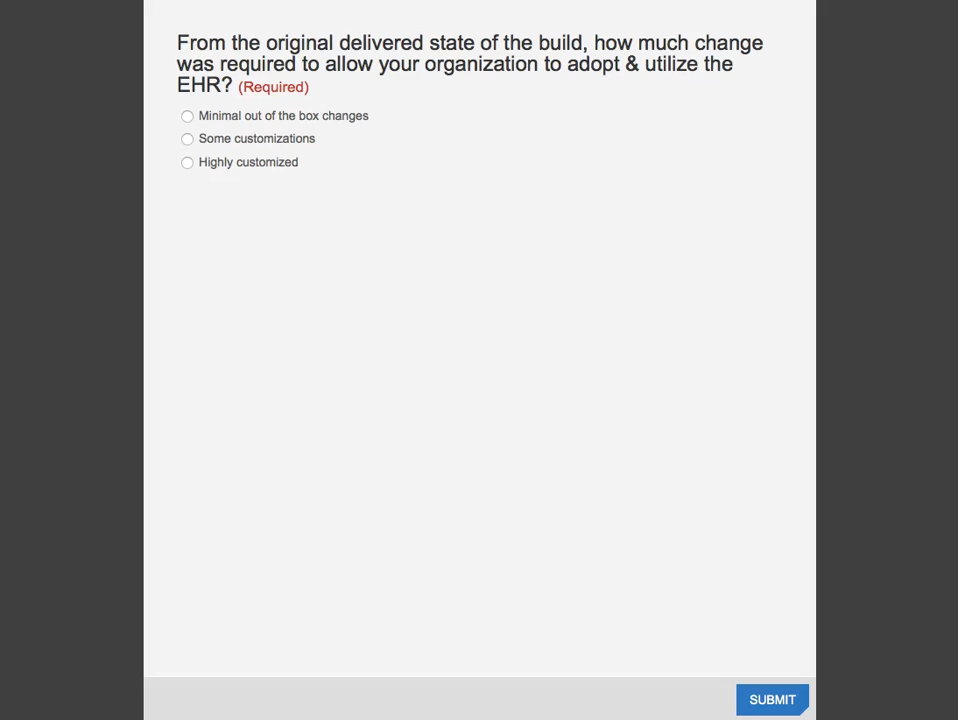 From the original delivered state of the build, how much change
was required to allow your organization to adopt & utilize the
EHR? (Required)
Minimal out of the box changes
Some customizations
Highly customized
SUBMIT